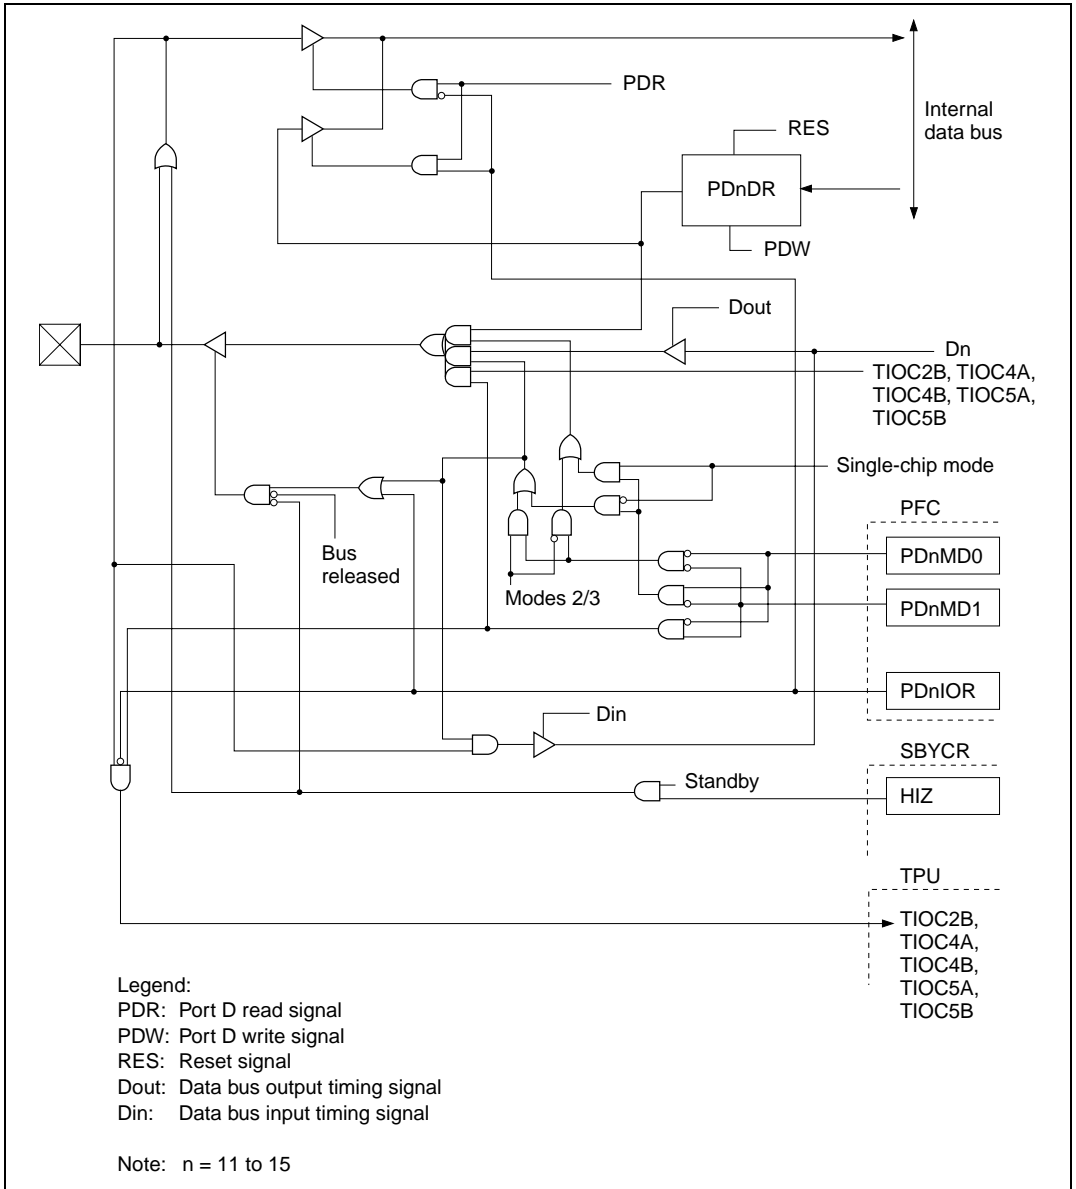 PDR
Internal
data bus
RES
PDnDR
PDW
Dout
Dn
TIOC2B, TIOC4A,
TIOC4B, TIOC5A,
TIOC5B
Single-chip mode
PFC
Bus
released
PDnMD0
Modes 2/3
PDnMD1
PDnIOR
Din
SBYCR
Standby
HIZ
TPU
TIOC2B,
TIOC4A,
TIOC4B,
TIOC5A,
TIOC5B
Legend:
PDR: Port D read signal
PDW: Port D write signal
RES: Reset signal
Dout: Data bus output timing signal
Din: Data bus input timing signal
Note: n = 11 to 15